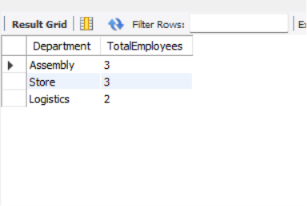 Result Grid Filter Rows: E
Department TotalEmployees
Assembly 3
Store 3
Logistics 2